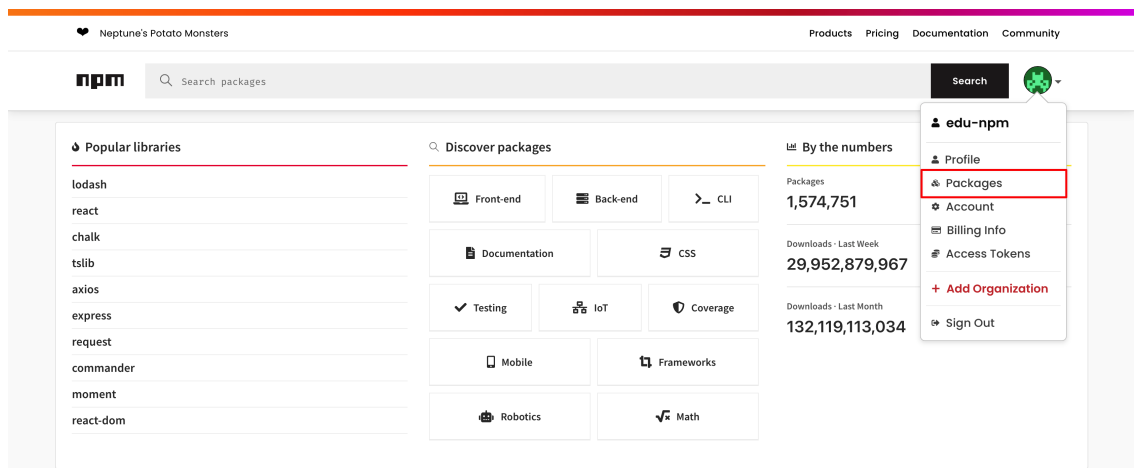 Neptune's Potato Monsters
Products Pricing Documentation Community
npm
Search packages
Search
edu-npm
Profile
Packages
Account
Billing Info
Access Tokens
+ Add Organization
Sign Out
Popular libraries
lodash
react
chalk
tslib
axios
express
request
commander
moment
react-dom
Discover packages
Front-end
Back-end
CLI
Documentation
CSS
Testing
IoT
Coverage
Mobile
Frameworks
Robotics
Math
By the numbers
Packages
1,574,751
Downloads · Last Week
29,952,879,967
Downloads · Last Month
132,119,113,034